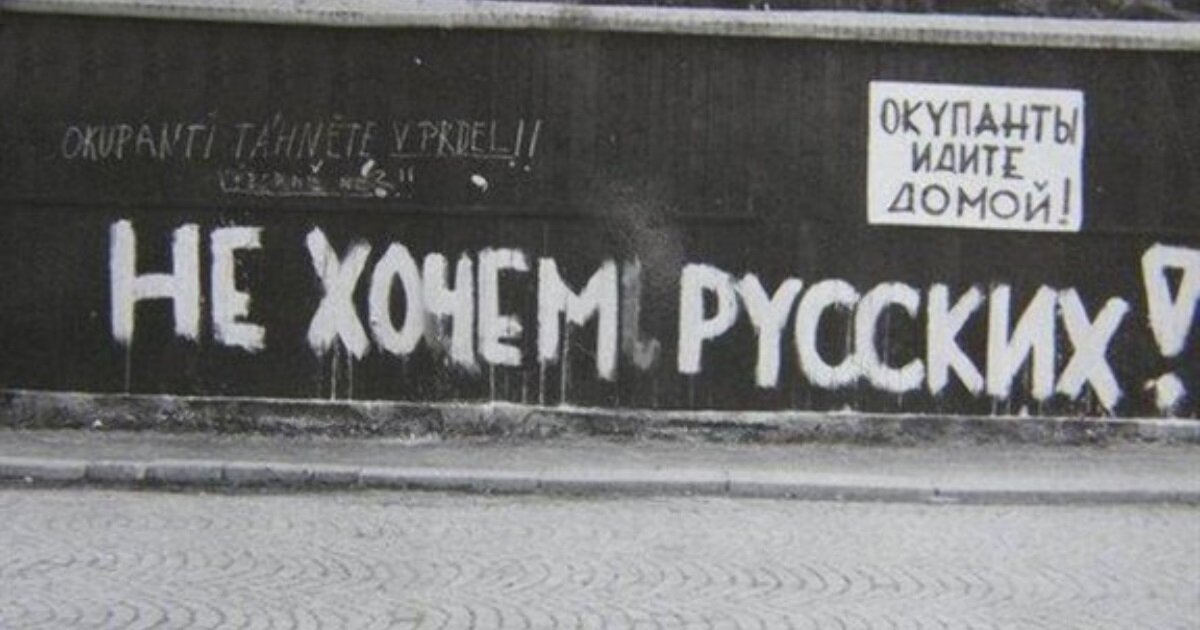 OKUPANTI TÁHNĚTE V PRDEL!!
ОКУПАНТЫ
ИДИТЕ
ДОМОЙ!
НЕ ХОЧЕМ РУССКИХ!